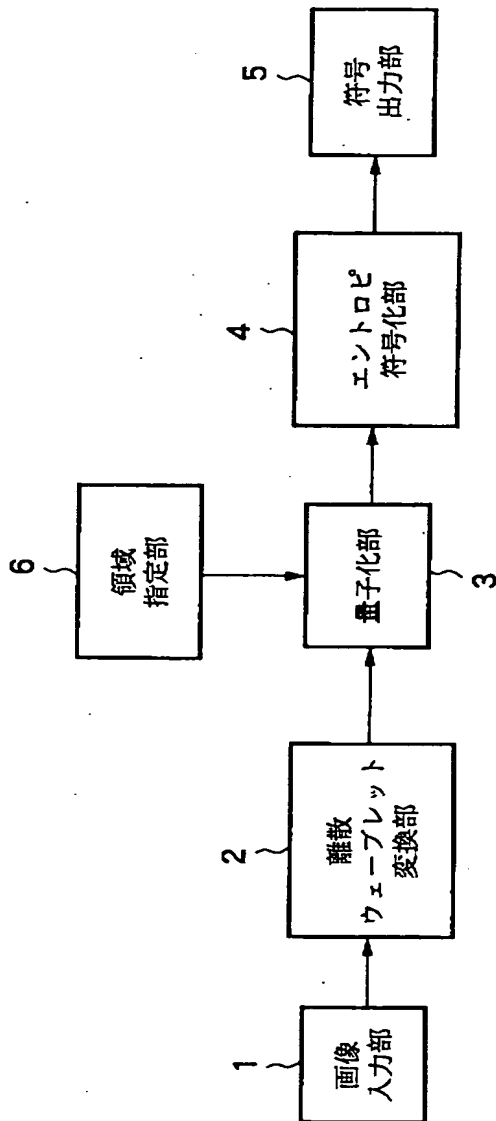 1
画像
入力部
2
離散
ウェーブレット
変換部
3
量子化部
4
エントロピ
符号化部
5
符号
出力部
6
領域
指定部